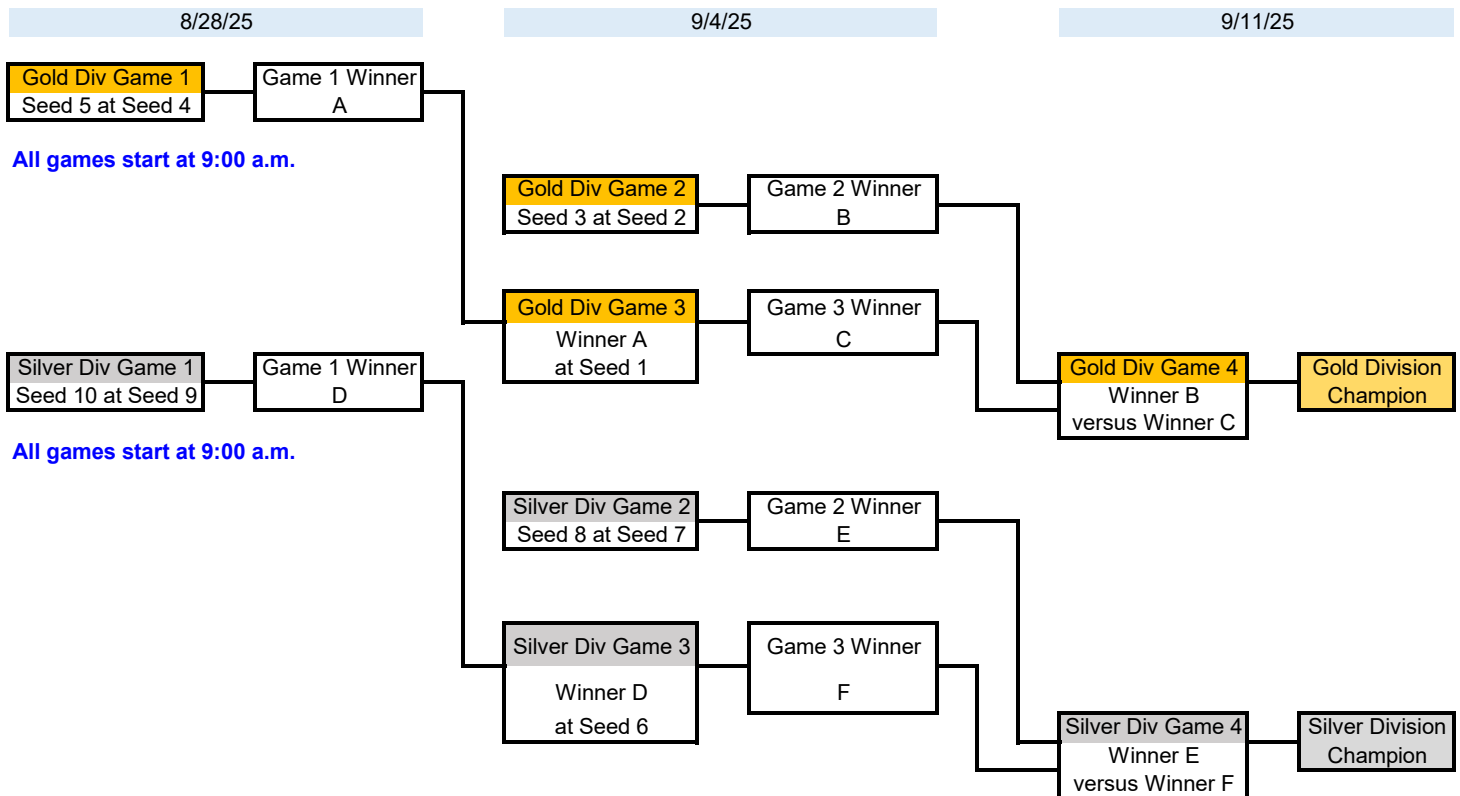 8/28/25
9/4/25
9/11/25
Gold Div Game 1
Seed 5 at Seed 4
Game 1 Winner
A
All games start at 9:00 a.m.
Gold Div Game 2
Seed 3 at Seed 2
Game 2 Winner
B
Gold Div Game 3
Winner A
at Seed 1
Game 3 Winner
C
Silver Div Game 1
Seed 10 at Seed 9
Game 1 Winner
D
Gold Div Game 4
Winner B
versus Winner C
Gold Division
Champion
All games start at 9:00 a.m.
Silver Div Game 2
Seed 8 at Seed 7
Game 2 Winner
E
Silver Div Game 3
Winner D
at Seed 6
Game 3 Winner
F
Silver Div Game 4
Winner E
versus Winner F
Silver Division
Champion